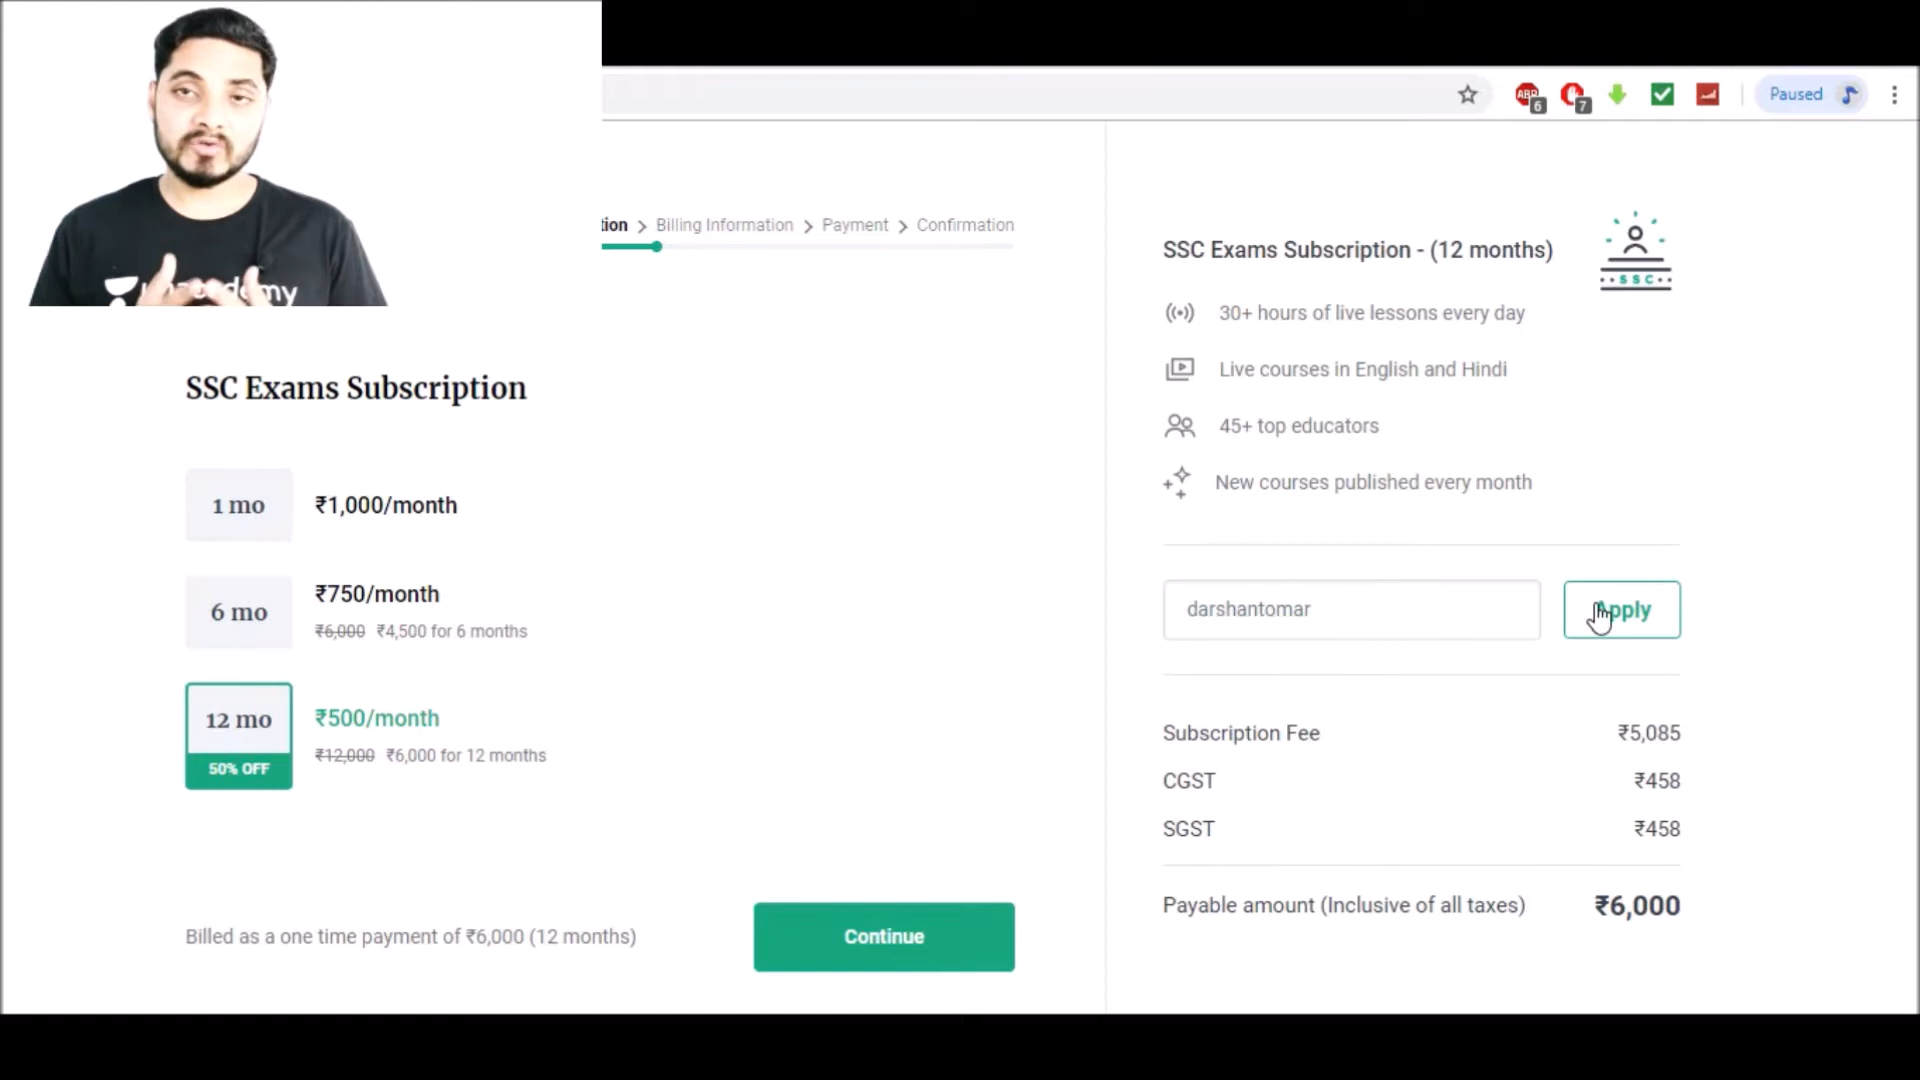 ABP 6 7 Paused
tion > Billing Information > Payment > Confirmation
SSC Exams Subscription
1 mo ₹1,000/month
6 mo ₹750/month
₹6,000 ₹4,500 for 6 months
12 mo ₹500/month
50% OFF ₹12,000 ₹6,000 for 12 months
Billed as a one time payment of ₹6,000 (12 months)
Continue
SSC Exams Subscription - (12 months)
SSC
30+ hours of live lessons every day
Live courses in English and Hindi
45+ top educators
New courses published every month
darshantomar
Apply
Subscription Fee ₹5,085
CGST ₹458
SGST ₹458
Payable amount (Inclusive of all taxes) ₹6,000